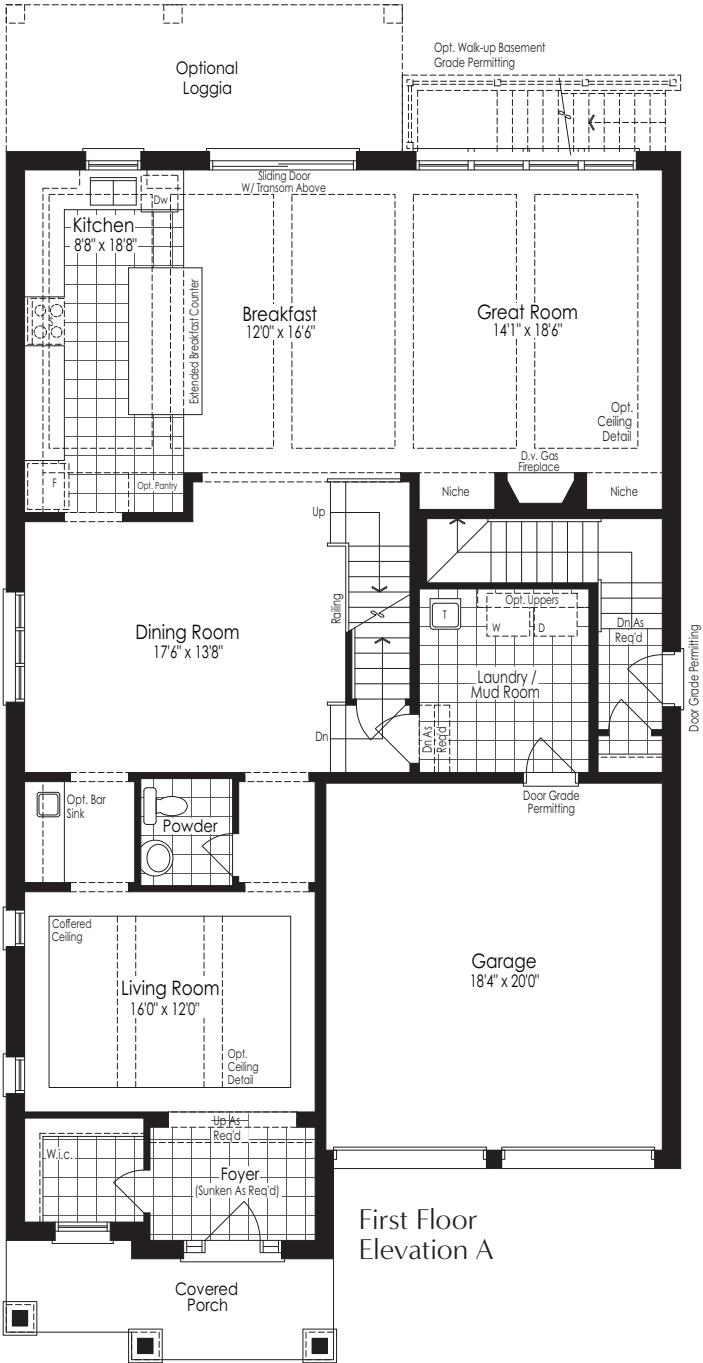 Optional
Loggia
Opt. Walk-up Basement
Grade Permitting
Sliding Door
W/ Transom Above
Dw
Kitchen
8'8" x 18'8"
Extended Breakfast Counter
Breakfast
12'0" x 16'6"
Great Room
14'1" x 18'6"
Opt.
Ceiling
Detail
D.v. Gas
Fireplace
F
Opt. Pantry
Niche
Niche
Up
Railing
Dining Room
17'6" x 13'8"
Dn
T
Opt. Uppers
W
D
Laundry /
Mud Room
Dn As
Req'd
Dn As
Req'd
Door Grade Permitting
Door Grade
Permitting
Opt. Bar
Sink
Powder
Coffered
Ceiling
Living Room
16'0" x 12'0"
Opt.
Ceiling
Detail
Garage
18'4" x 20'0"
Up As
Req'd
W.i.c.
Foyer
(Sunken As Req'd)
First Floor
Elevation A
Covered
Porch